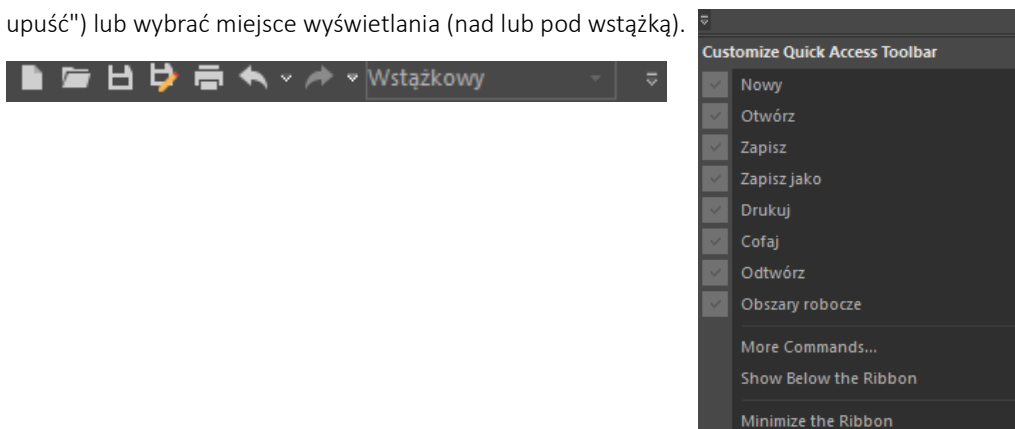 upuść") lub wybrać miejsce wyświetlania (nad lub pod wstążką).
Wstążkowy
Customize Quick Access Toolbar
Nowy
Otwórz
Zapisz
Zapisz jako
Drukuj
Cofaj
Odtwórz
Obszary robocze
More Commands...
Show Below the Ribbon
Minimize the Ribbon